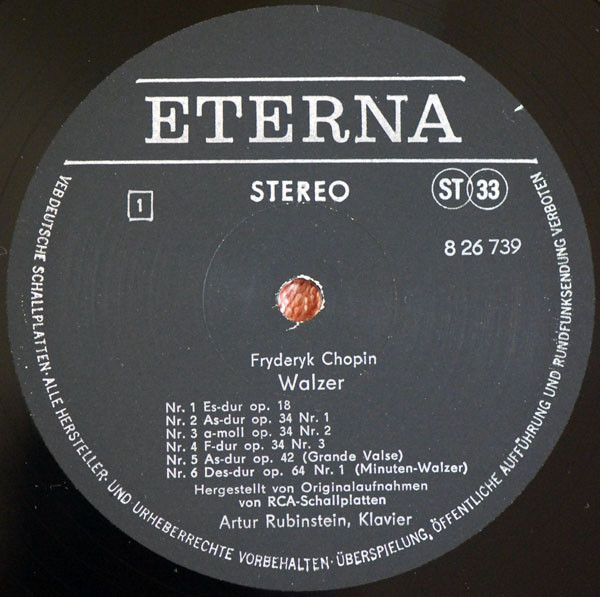 ETERNA
STEREO
ST 33
1
8 26 739
Fryderyk Chopin
Walzer
Nr. 1 Es-dur op. 18
Nr. 2 As-dur op. 34 Nr. 1
Nr. 3 a-moll op. 34 Nr. 2
Nr. 4 F-dur op. 34 Nr. 3
Nr. 5 As-dur op. 42 (Grande Valse)
Nr. 6 Des-dur op. 64 Nr. 1 (Minuten-Walzer)
Hergestellt von Originalaufnahmen
von RCA-Schallplatten
Artur Rubinstein, Klavier
VEB DEUTSCHE SCHALLPLATTEN · ALLE HERSTELLER- UND URHEBERRECHTE VORBEHALTEN · ÜBERSPIELUNG, ÖFFENTLICHE AUFFÜHRUNG UND RUNDFUNKSENDUNG VERBOTEN